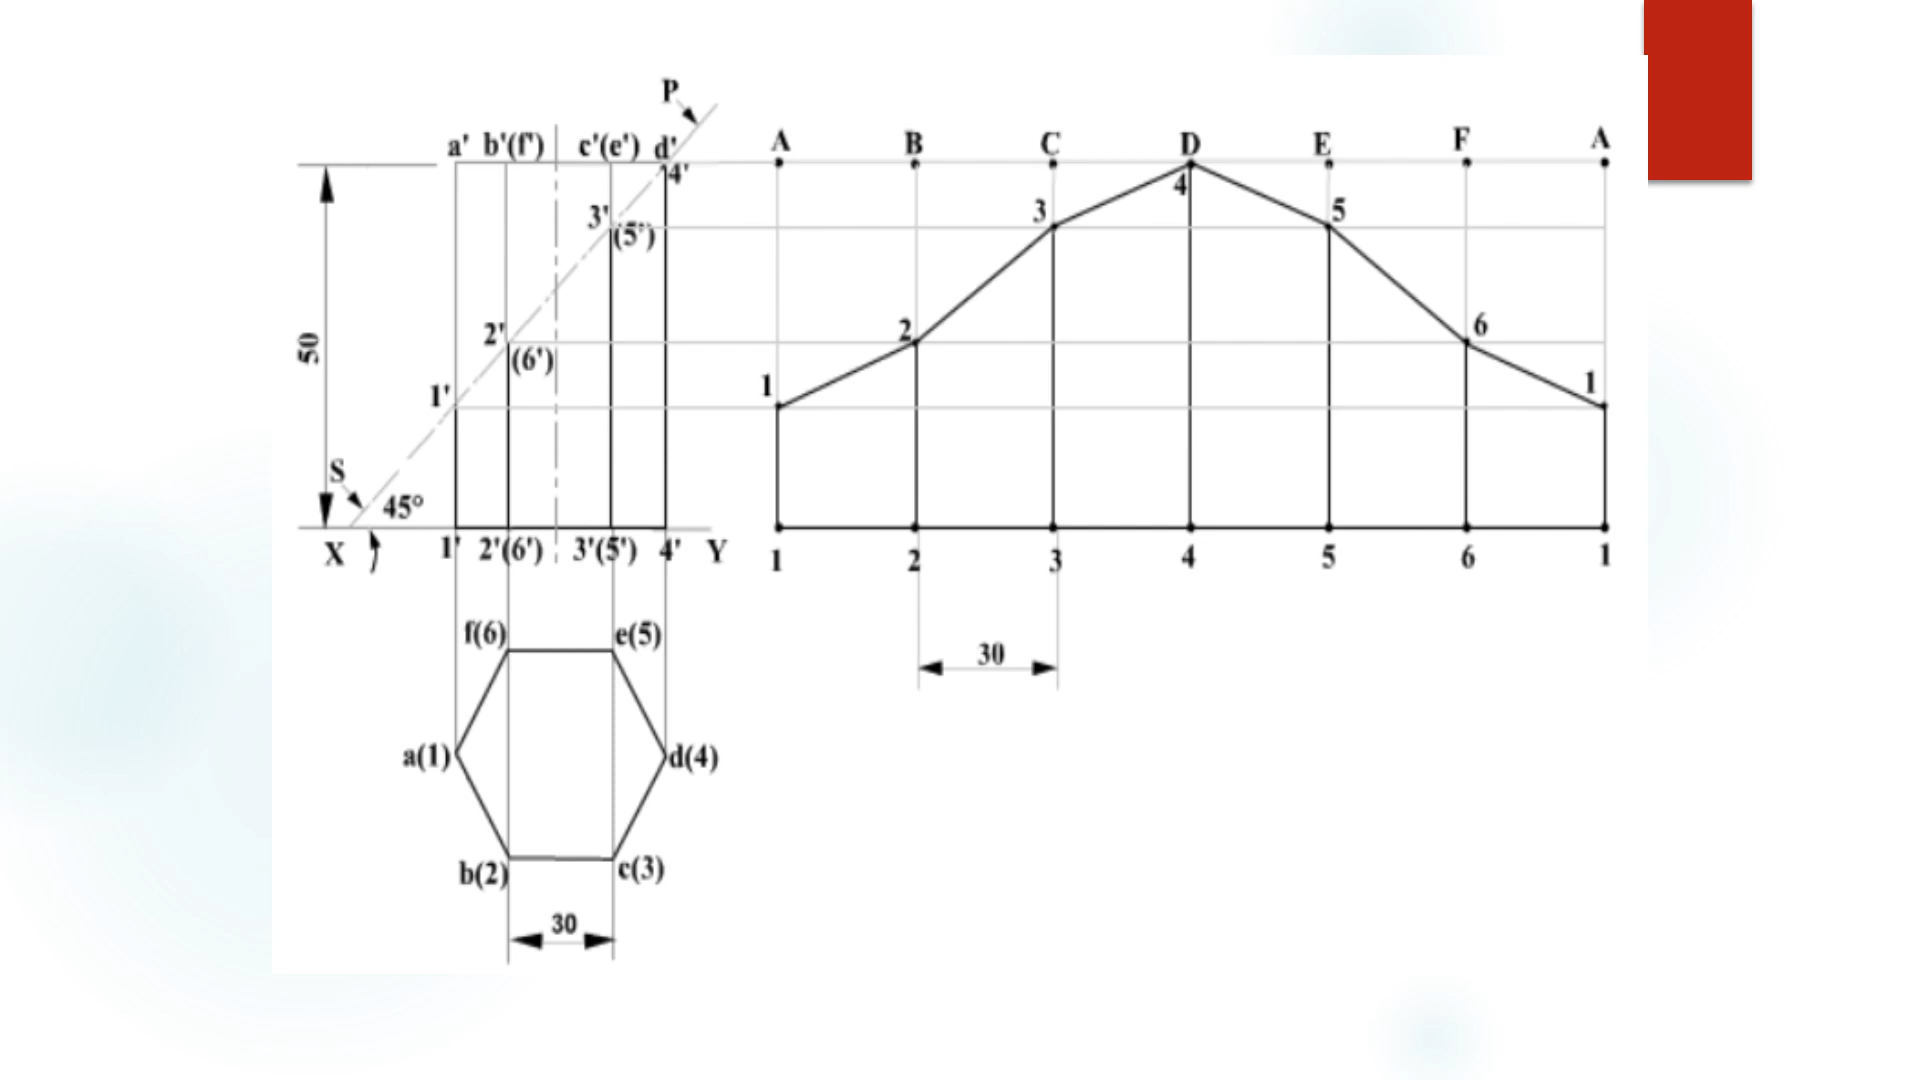 P
a' b'(f') c'(e') d'
A B C D E F A
4'
3'
(5')
3 4 5
50
2'
(6')
2 6
1'
1 1
S
45°
X 1' 2'(6') 3'(5') 4' Y
1 2 3 4 5 6 1
f(6) e(5)
30
a(1) d(4)
b(2) c(3)
30